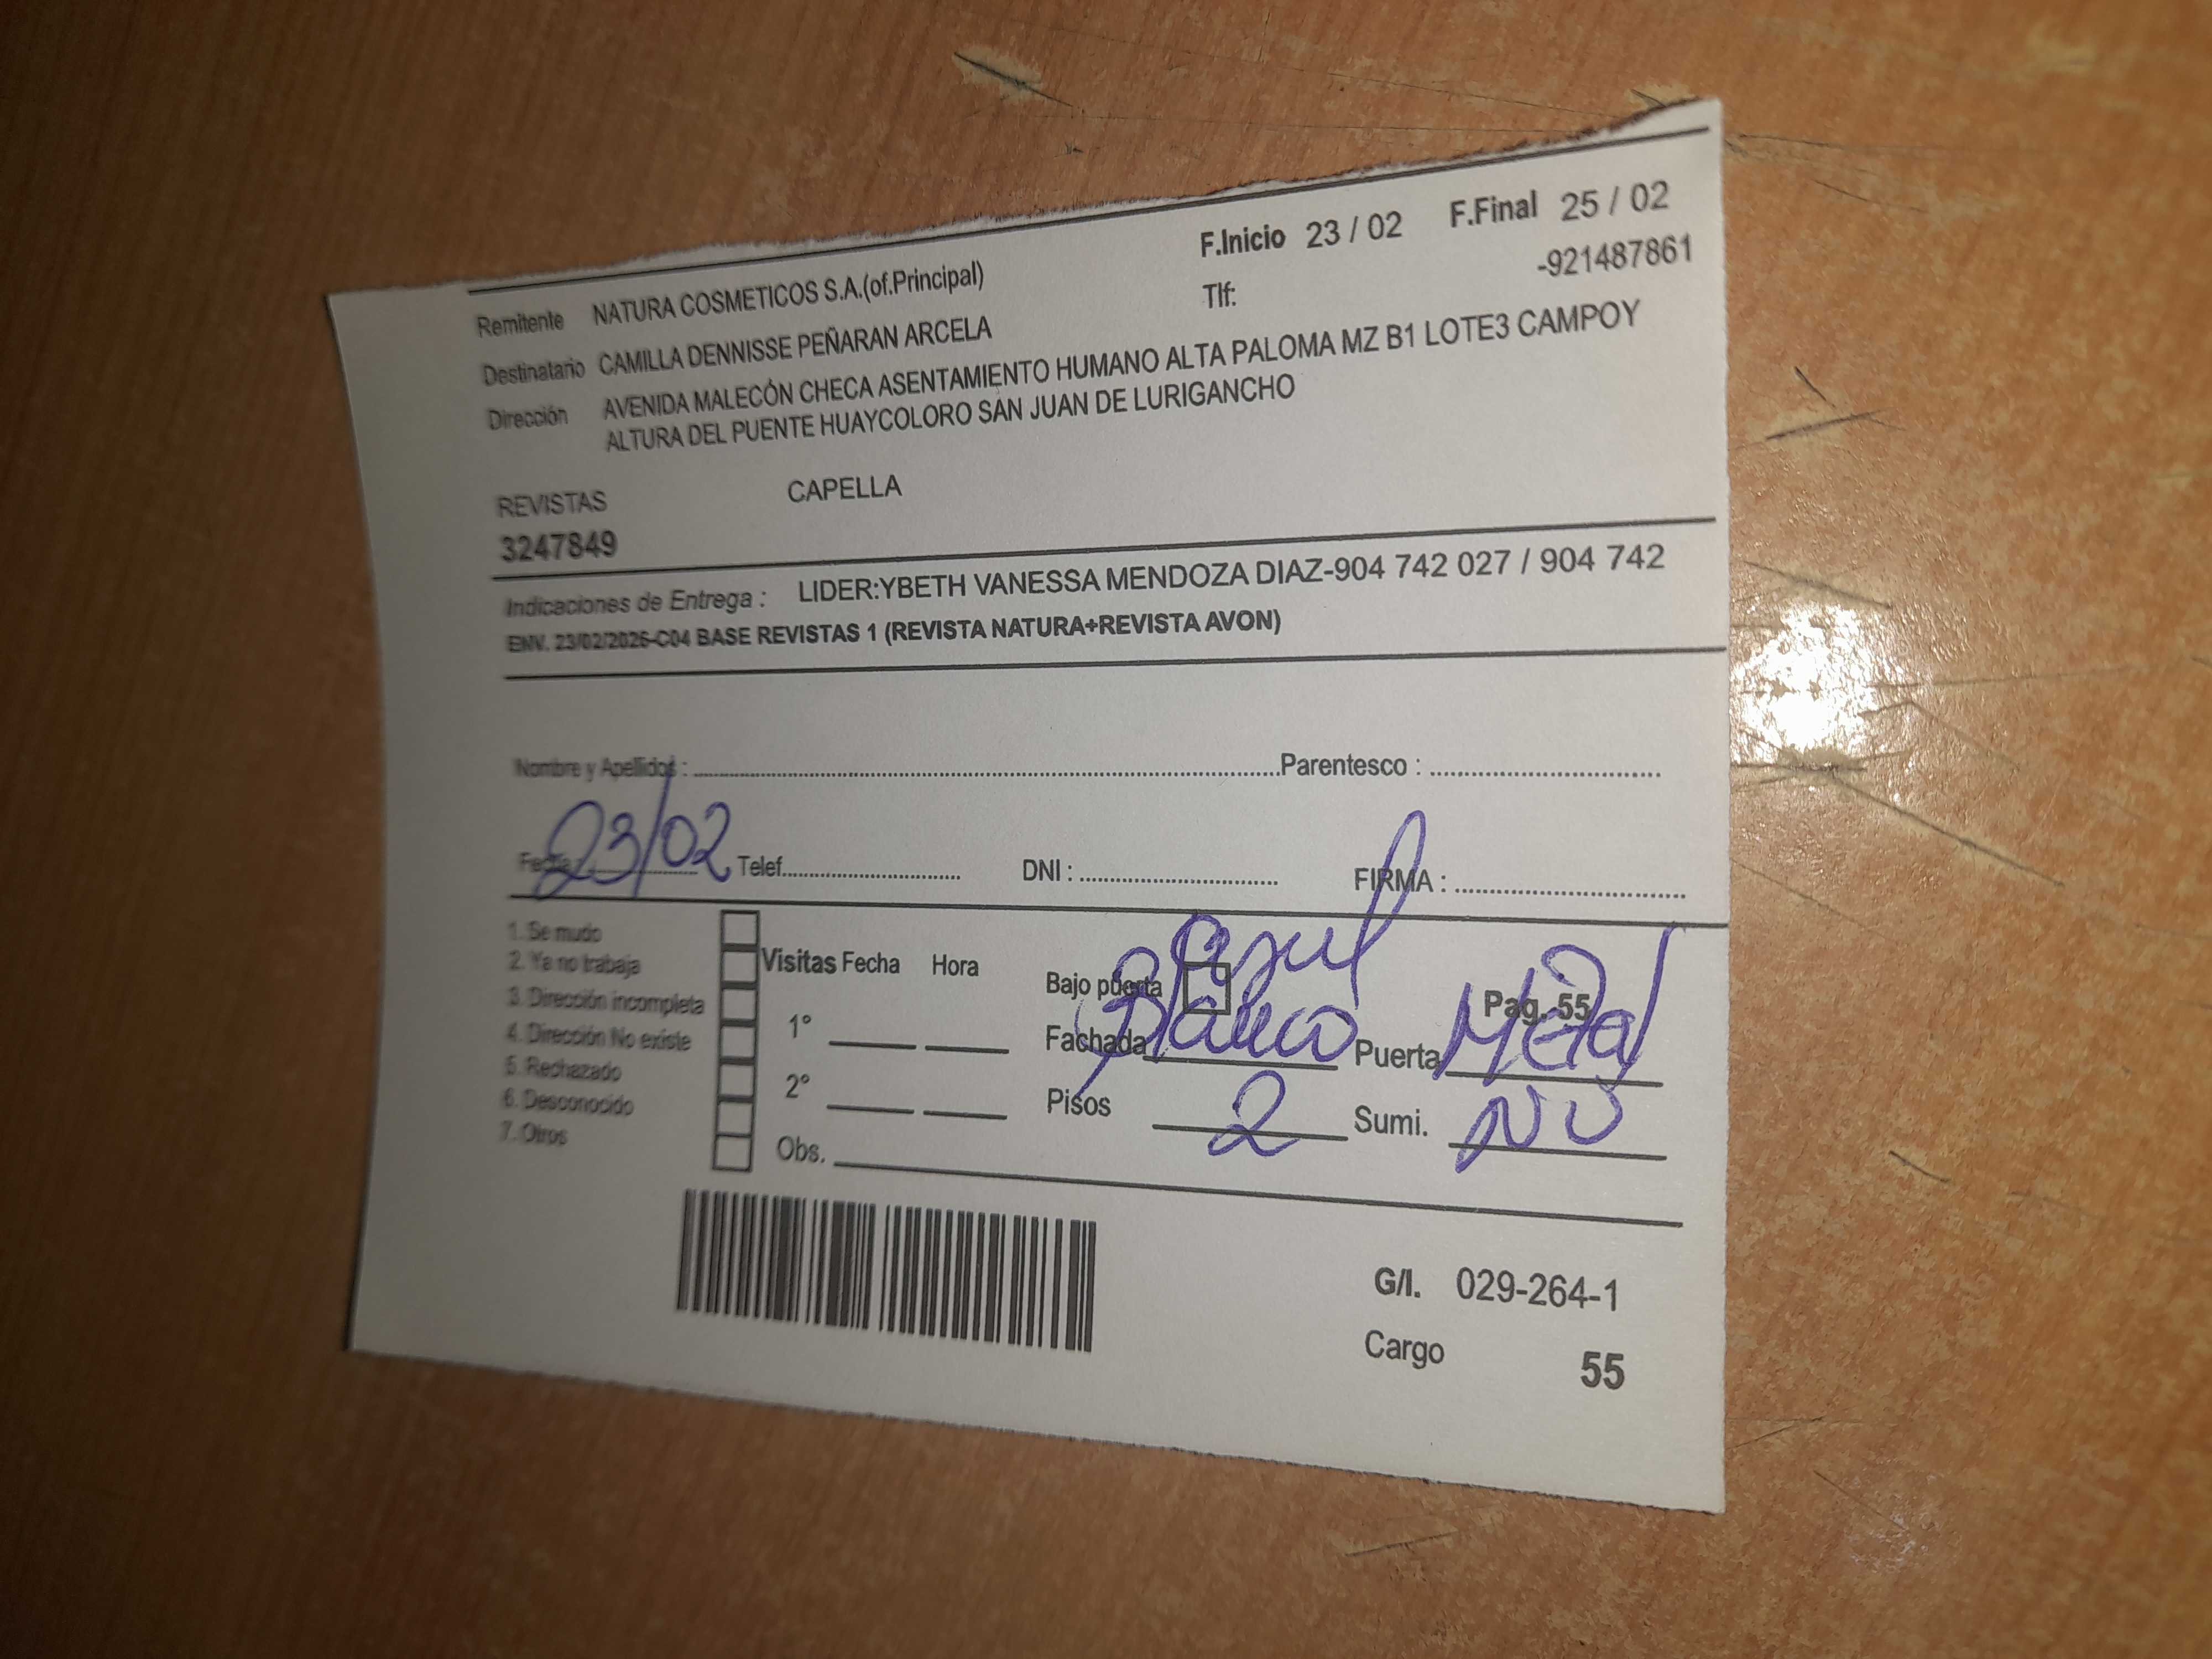 F.Inicio 23 / 02 F.Final 25 / 02
Remitente NATURA COSMETICOS S.A.(of.Principal) Tlf: -921487861
Destinatario CAMILLA DENNISSE PEÑARAN ARCELA
Dirección AVENIDA MALECÓN CHECA ASENTAMIENTO HUMANO ALTA PALOMA MZ B1 LOTE3 CAMPOY
ALTURA DEL PUENTE HUAYCOLORO SAN JUAN DE LURIGANCHO
REVISTAS CAPELLA
3247849
Indicaciones de Entrega : LIDER:YBETH VANESSA MENDOZA DIAZ-904 742 027 / 904 742
ENV. 23/02/2026-C04 BASE REVISTAS 1 (REVISTA NATURA+REVISTA AVON)
Nombre y Apellidos : Parentesco :
Fecha : 23/02 Telef. DNI : FIRMA :
1. Se mudo
2. Ya no trabaja
3. Dirección incompleta
4. Dirección No existe
5. Rechazado
6. Desconocido
7. Otros
Visitas Fecha Hora
1°
2°
Obs.
azul
Bajo puerta Pag. 55
Fachada Blanco Puerta Metal
Pisos 2 Sumi. NO
G/I. 029-264-1
Cargo 55